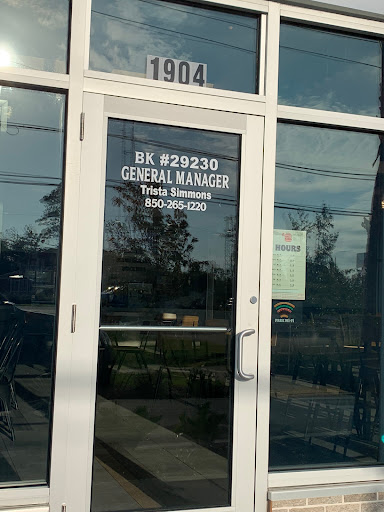 1904
BK #29230
GENERAL MANAGER
Trista Simmons
850-265-1220
HOURS